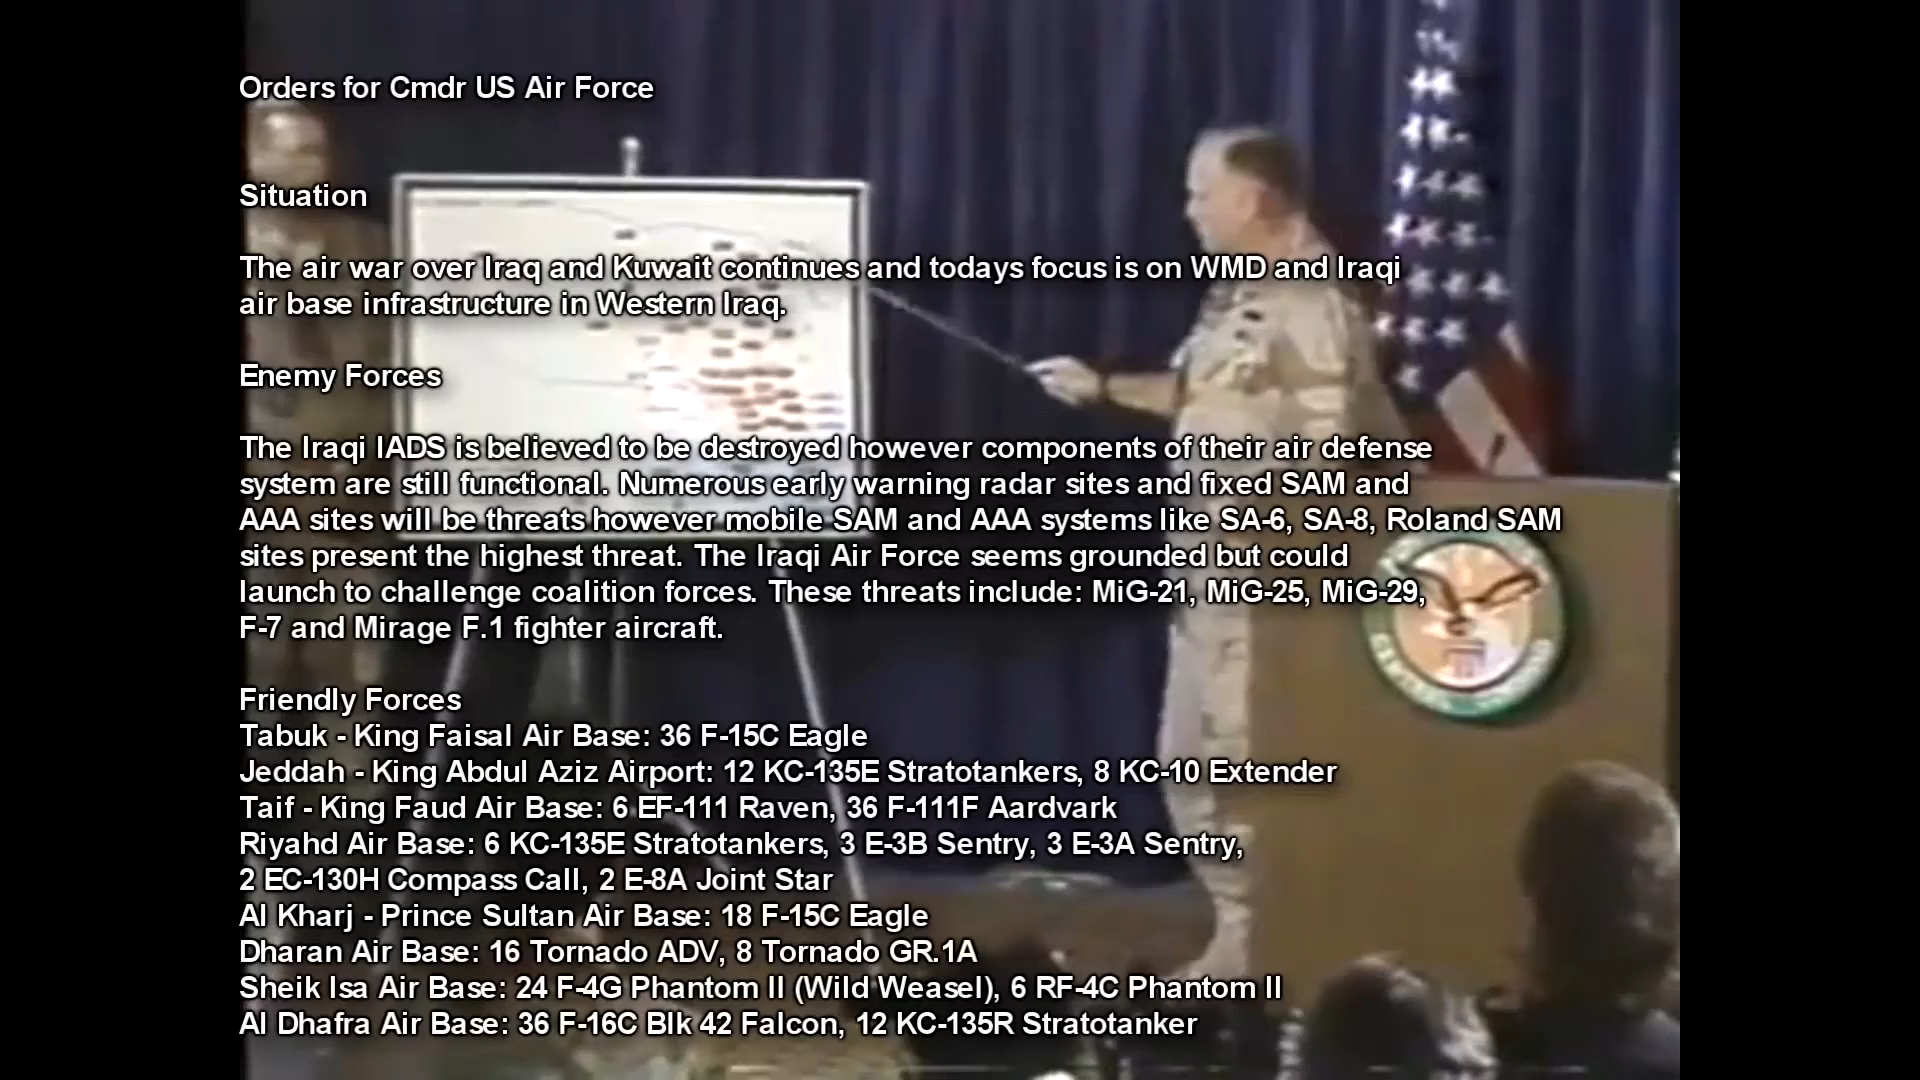 Orders for Cmdr US Air Force
Situation
The air war over Iraq and Kuwait continues and todays focus is on WMD and Iraqi
air base infrastructure in Western Iraq.
Enemy Forces
The Iraqi IADS is believed to be destroyed however components of their air defense
system are still functional. Numerous early warning radar sites and fixed SAM and
AAA sites will be threats however mobile SAM and AAA systems like SA-6, SA-8, Roland SAM
sites present the highest threat. The Iraqi Air Force seems grounded but could
launch to challenge coalition forces. These threats include: MiG-21, MiG-25, MiG-29,
F-7 and Mirage F.1 fighter aircraft.
Friendly Forces
Tabuk - King Faisal Air Base: 36 F-15C Eagle
Jeddah - King Abdul Aziz Airport: 12 KC-135E Stratotankers, 8 KC-10 Extender
Taif - King Faud Air Base: 6 EF-111 Raven, 36 F-111F Aardvark
Riyahd Air Base: 6 KC-135E Stratotankers, 3 E-3B Sentry, 3 E-3A Sentry,
2 EC-130H Compass Call, 2 E-8A Joint Star
Al Kharj - Prince Sultan Air Base: 18 F-15C Eagle
Dharan Air Base: 16 Tornado ADV, 8 Tornado GR.1A
Sheik Isa Air Base: 24 F-4G Phantom II (Wild Weasel), 6 RF-4C Phantom II
Al Dhafra Air Base: 36 F-16C Blk 42 Falcon, 12 KC-135R Stratotanker